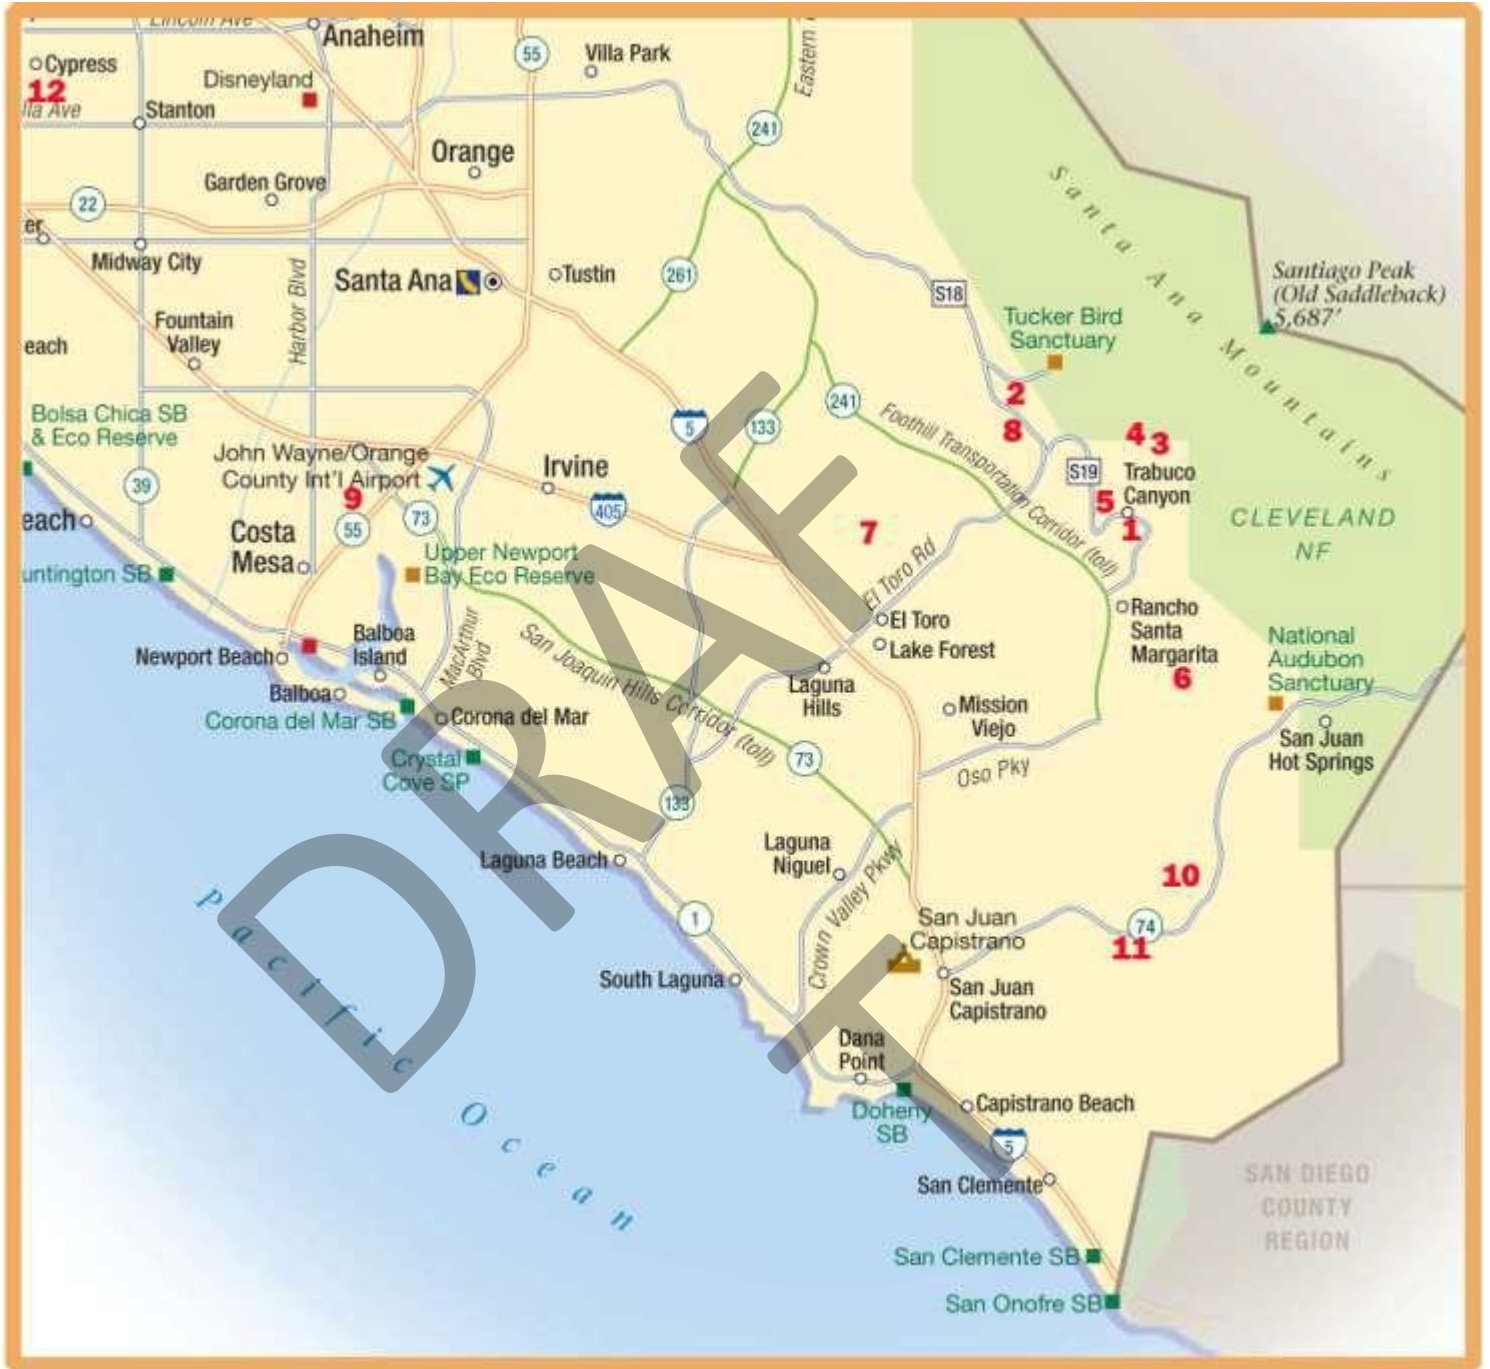 Lincoln Ave
Anaheim
Cypress
12
lla Ave
Disneyland
Stanton
55
Villa Park
Eastern
241
Orange
Garden Grove
22
er
Midway City
Santa Ana
Tustin
261
Harbor Blvd
Fountain
Valley
each
S18
Tucker Bird
Sanctuary
Santa Ana Mountains
Santiago Peak
(Old Saddleback)
5,687'
Bolsa Chica SB
& Eco Reserve
John Wayne/Orange
County Int'l Airport
9
39
55
73
Irvine
405
5
133
241
Foothill Transportation Corridor (toll)
2
8
4
3
S19
Trabuco
Canyon
5
1
CLEVELAND
NF
each
Costa
Mesa
untington SB
Upper Newport
Bay Eco Reserve
7
El Toro Rd
El Toro
Lake Forest
Rancho
Santa
Margarita
6
National
Audubon
Sanctuary
San Juan
Hot Springs
Newport Beach
Balboa
Island
Balboa
Corona del Mar SB
MacArthur
Blvd
Corona del Mar
San Joaquin Hills Corridor (toll)
Laguna
Hills
Mission
Viejo
Oso Pky
Crystal
Cove SP
73
133
Laguna Beach
Laguna
Niguel
Crown Valley Pkwy
1
10
San Juan
Capistrano
74
11
South Laguna
San Juan
Capistrano
Dana
Point
Doheny
SB
Capistrano Beach
5
San Clemente
San Clemente SB
San Onofre SB
Pacific Ocean
SAN DIEGO
COUNTY
REGION
DRAFT